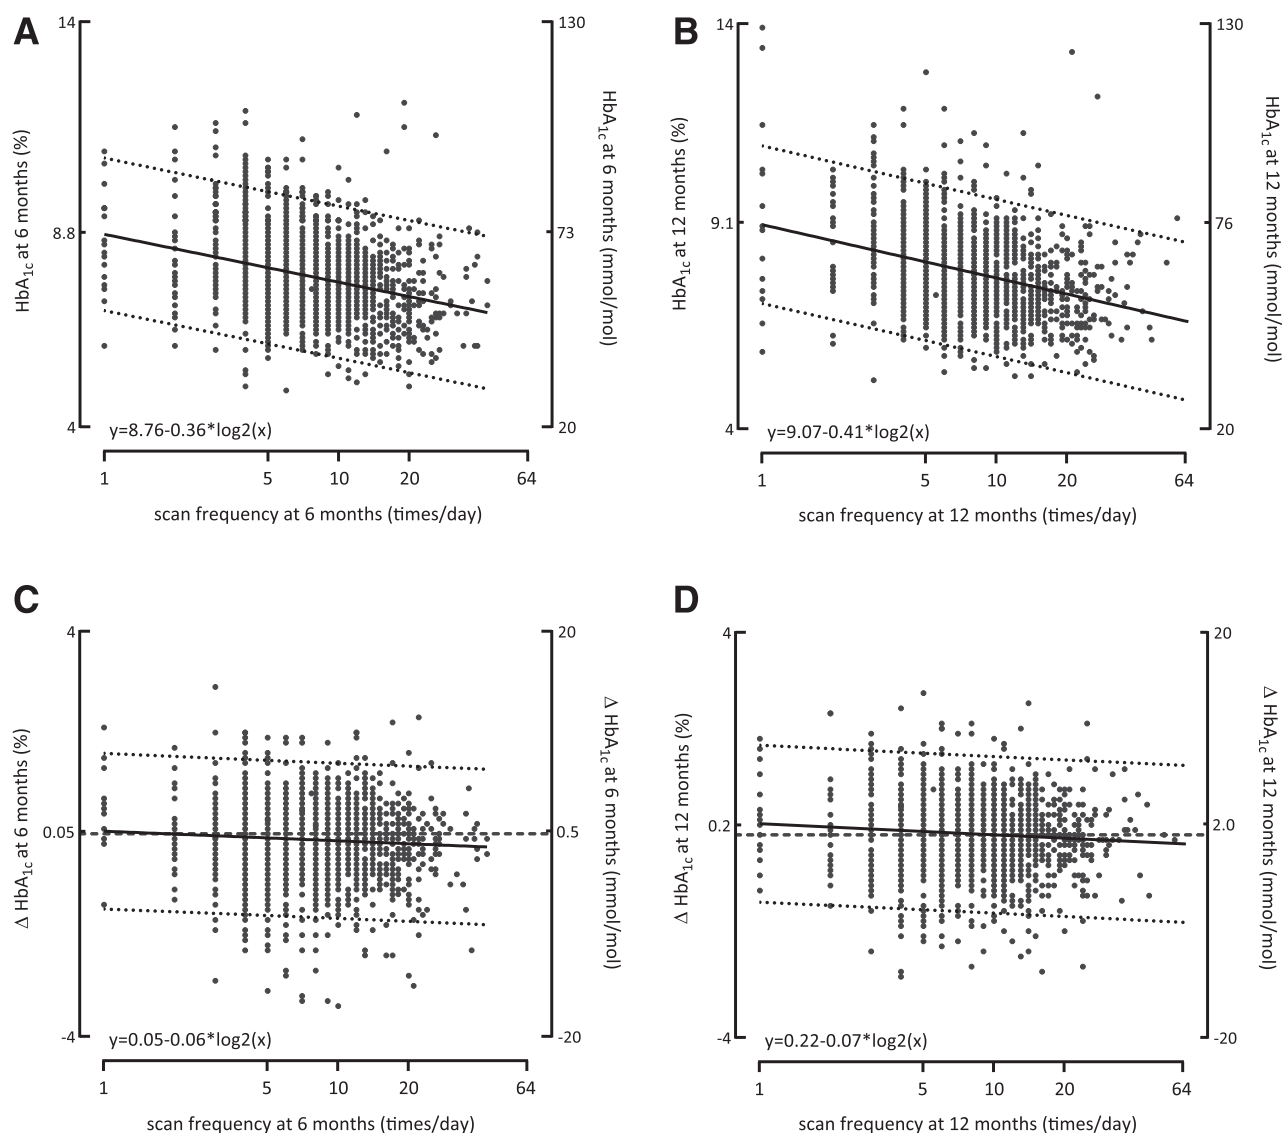 A
14
130
HbA1c at 6 months (%)
HbA1c at 6 months (mmol/mol)
8.8
73
4
20
y=8.76-0.36*log2(x)
1 5 10 20 64
scan frequency at 6 months (times/day)
B
14
130
HbA1c at 12 months (%)
HbA1c at 12 months (mmol/mol)
9.1
76
4
20
y=9.07-0.41*log2(x)
1 5 10 20 64
scan frequency at 12 months (times/day)
C
4
20
Δ HbA1c at 6 months (%)
Δ HbA1c at 6 months (mmol/mol)
0.05
0.5
-4
-20
y=0.05-0.06*log2(x)
1 5 10 20 64
scan frequency at 6 months (times/day)
D
4
20
Δ HbA1c at 12 months (%)
Δ HbA1c at 12 months (mmol/mol)
0.2
2.0
-4
-20
y=0.22-0.07*log2(x)
1 5 10 20 64
scan frequency at 12 months (times/day)